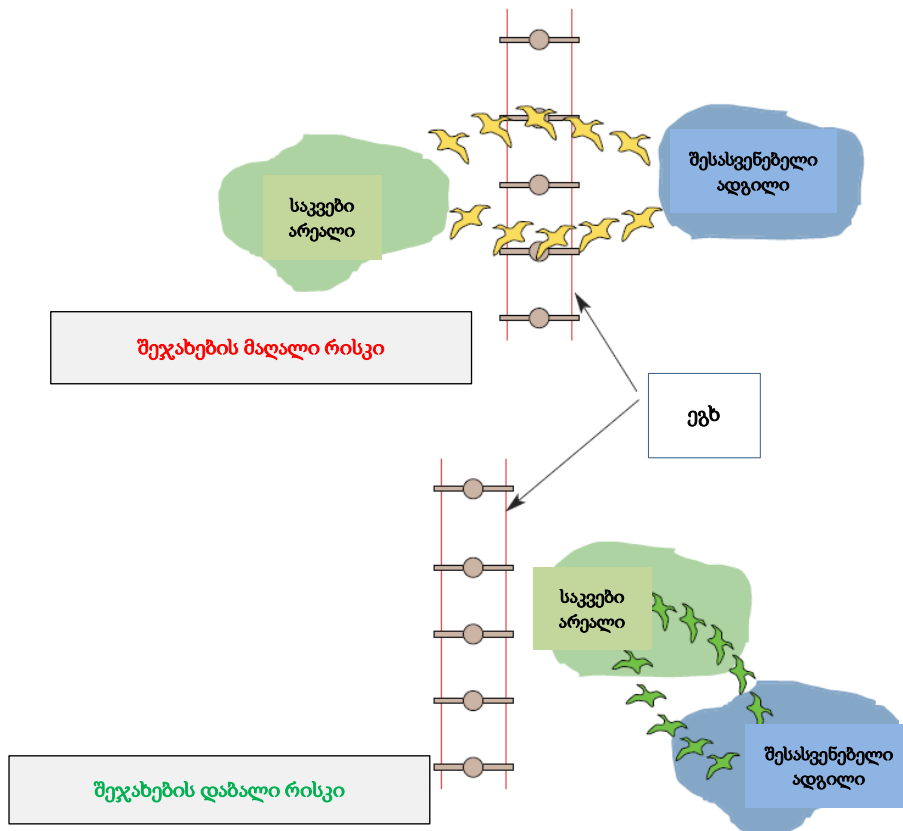 შესასვენებელი
ადგილი
საკვები
არეალი
შეჯახების მაღალი რისკი
ეგხ
საკვები
არეალი
შესასვენებელი
ადგილი
შეჯახების დაბალი რისკი